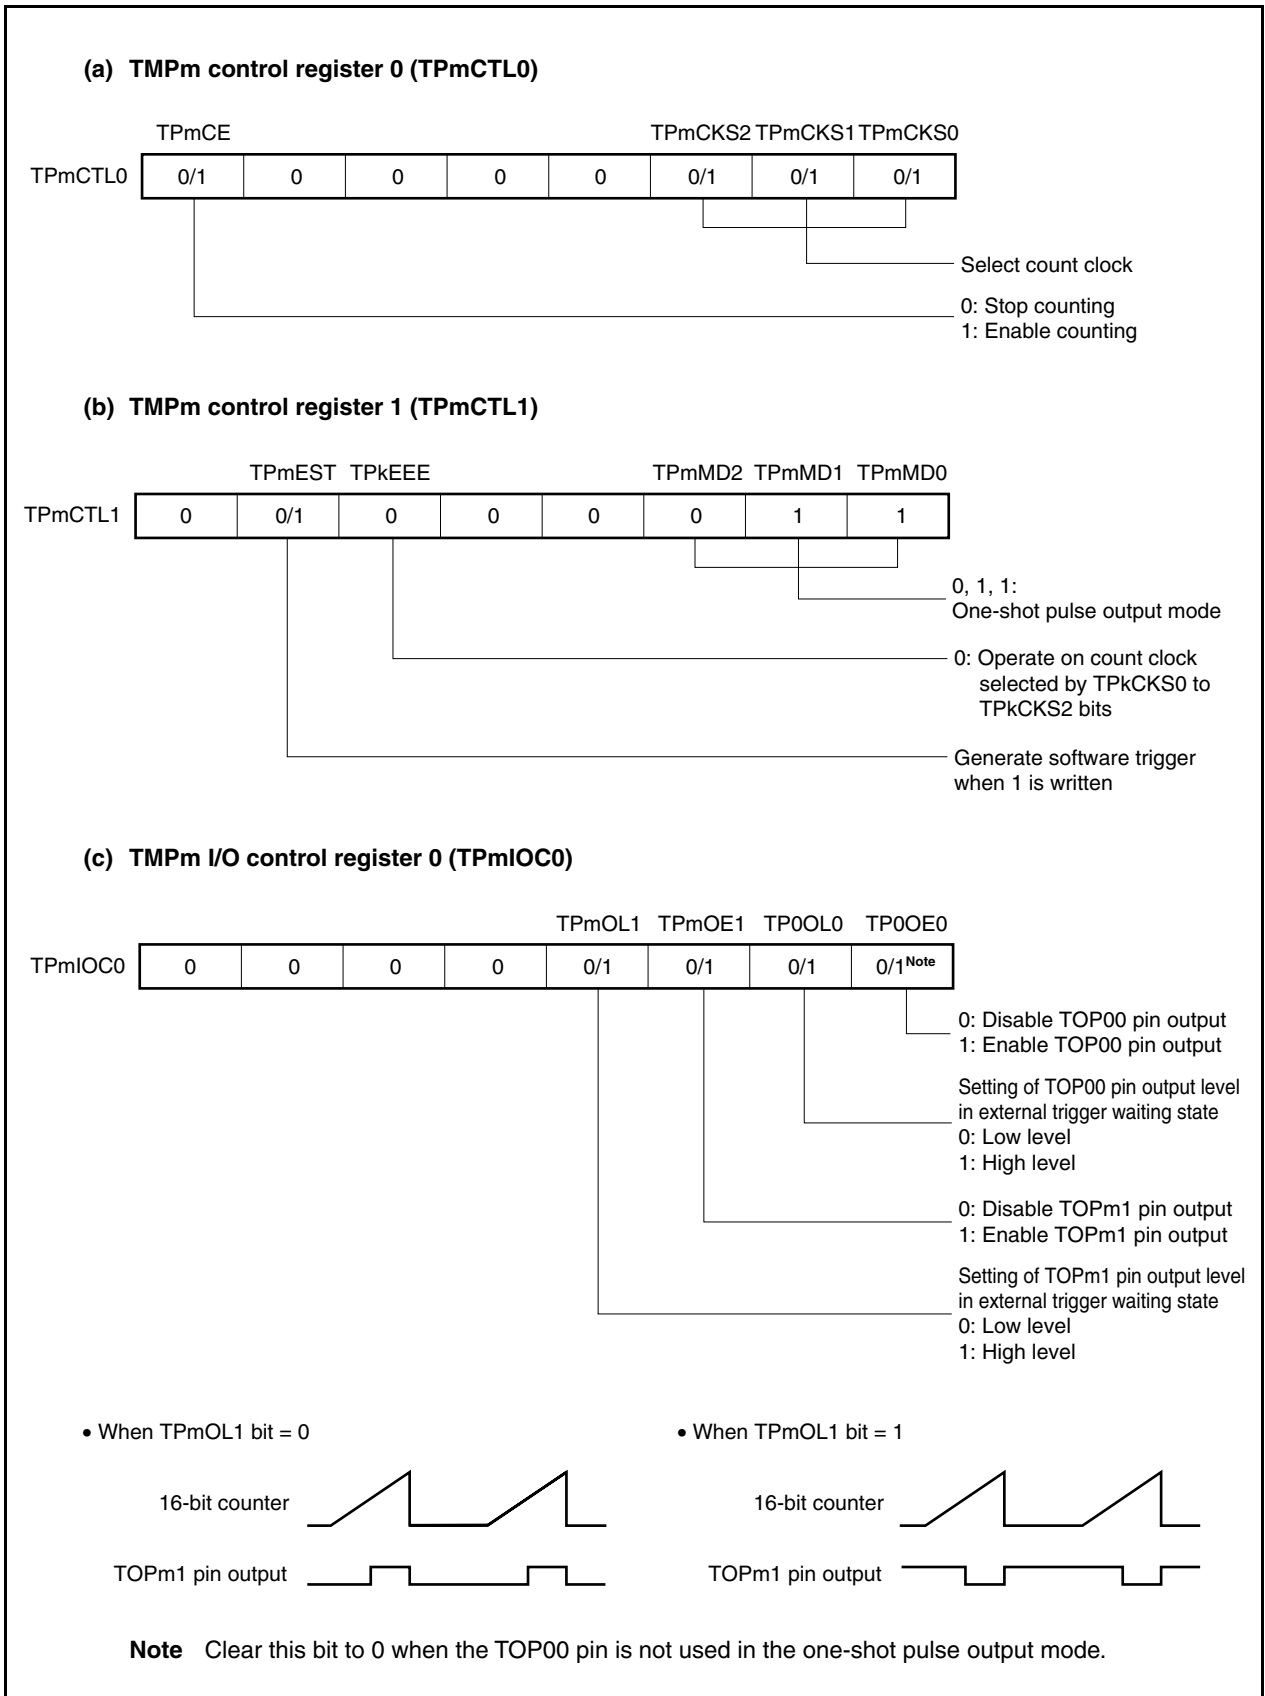 (a) TMPm control register 0 (TPmCTL0)
TPmCE TPmCKS2 TPmCKS1 TPmCKS0
TPmCTL0 0/1 0 0 0 0 0/1 0/1 0/1
Select count clock
0: Stop counting
1: Enable counting
(b) TMPm control register 1 (TPmCTL1)
TPmEST TPkEEE TPmMD2 TPmMD1 TPmMD0
TPmCTL1 0 0/1 0 0 0 0 1 1
0, 1, 1:
One-shot pulse output mode
0: Operate on count clock
selected by TPkCKS0 to
TPkCKS2 bits
Generate software trigger
when 1 is written
(c) TMPm I/O control register 0 (TPmIOC0)
TPmOL1 TPmOE1 TP0OL0 TP0OE0
TPmIOC0 0 0 0 0 0/1 0/1 0/1 0/1Note
0: Disable TOP00 pin output
1: Enable TOP00 pin output
Setting of TOP00 pin output level
in external trigger waiting state
0: Low level
1: High level
0: Disable TOPm1 pin output
1: Enable TOPm1 pin output
Setting of TOPm1 pin output level
in external trigger waiting state
0: Low level
1: High level
• When TPmOL1 bit = 0
16-bit counter
TOPm1 pin output
• When TPmOL1 bit = 1
16-bit counter
TOPm1 pin output
Note Clear this bit to 0 when the TOP00 pin is not used in the one-shot pulse output mode.